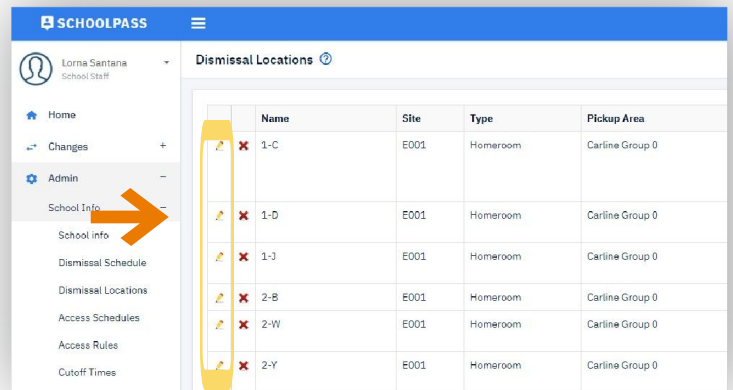 SCHOOLPASS
Lorna Santana
School Staff
Home
Changes +
Admin −
School Info −
School info
Dismissal Schedule
Dismissal Locations
Access Schedules
Access Rules
Cutoff Times
Dismissal Locations ?
Name Site Type Pickup Area
1-C E001 Homeroom Carline Group 0
1-D E001 Homeroom Carline Group 0
1-J E001 Homeroom Carline Group 0
2-B E001 Homeroom Carline Group 0
2-W E001 Homeroom Carline Group 0
2-Y E001 Homeroom Carline Group 0